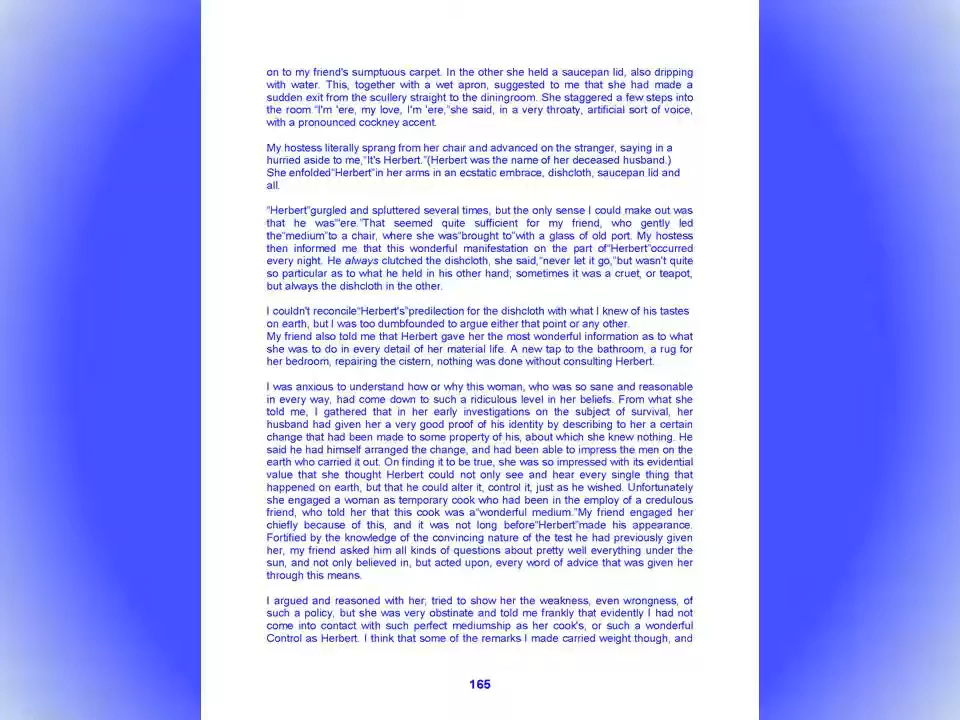 on to my friend's sumptuous carpet. In the other she held a saucepan lid, also dripping
with water. This, together with a wet apron, suggested to me that she had made a
sudden exit from the scullery straight to the diningroom. She staggered a few steps into
the room “I'm 'ere, my love, I'm 'ere,”she said, in a very throaty, artificial sort of voice,
with a pronounced cockney accent.
My hostess literally sprang from her chair and advanced on the stranger, saying in a
hurried aside to me,“It's Herbert.”(Herbert was the name of her deceased husband.)
She enfolded“Herbert”in her arms in an ecstatic embrace, dishcloth, saucepan lid and
all.
“Herbert”gurgled and spluttered several times, but the only sense I could make out was
that he was“'ere.”That seemed quite sufficient for my friend, who gently led
the“medium”to a chair, where she was“brought to”with a glass of old port. My hostess
then informed me that this wonderful manifestation on the part of“Herbert”occurred
every night. He always clutched the dishcloth, she said,“never let it go,”but wasn't quite
so particular as to what he held in his other hand; sometimes it was a cruet, or teapot,
but always the dishcloth in the other.
I couldn't reconcile“Herbert's”predilection for the dishcloth with what I knew of his tastes
on earth, but I was too dumbfounded to argue either that point or any other.
My friend also told me that Herbert gave her the most wonderful information as to what
she was to do in every detail of her material life. A new tap to the bathroom, a rug for
her bedroom, repairing the cistern, nothing was done without consulting Herbert.
I was anxious to understand how or why this woman, who was so sane and reasonable
in every way, had come down to such a ridiculous level in her beliefs. From what she
told me, I gathered that in her early investigations on the subject of survival, her
husband had given her a very good proof of his identity by describing to her a certain
change that had been made to some property of his, about which she knew nothing. He
said he had himself arranged the change, and had been able to impress the men on the
earth who carried it out. On finding it to be true, she was so impressed with its evidential
value that she thought Herbert could not only see and hear every single thing that
happened on earth, but that he could alter it, control it, just as he wished. Unfortunately
she engaged a woman as temporary cook who had been in the employ of a credulous
friend, who told her that this cook was a“wonderful medium.”My friend engaged her
chiefly because of this, and it was not long before“Herbert”made his appearance.
Fortified by the knowledge of the convincing nature of the test he had previously given
her, my friend asked him all kinds of questions about pretty well everything under the
sun, and not only believed in, but acted upon, every word of advice that was given her
through this means.
I argued and reasoned with her; tried to show her the weakness, even wrongness, of
such a policy, but she was very obstinate and told me frankly that evidently I had not
come into contact with such perfect mediumship as her cook's, or such a wonderful
Control as Herbert. I think that some of the remarks I made carried weight though, and
165